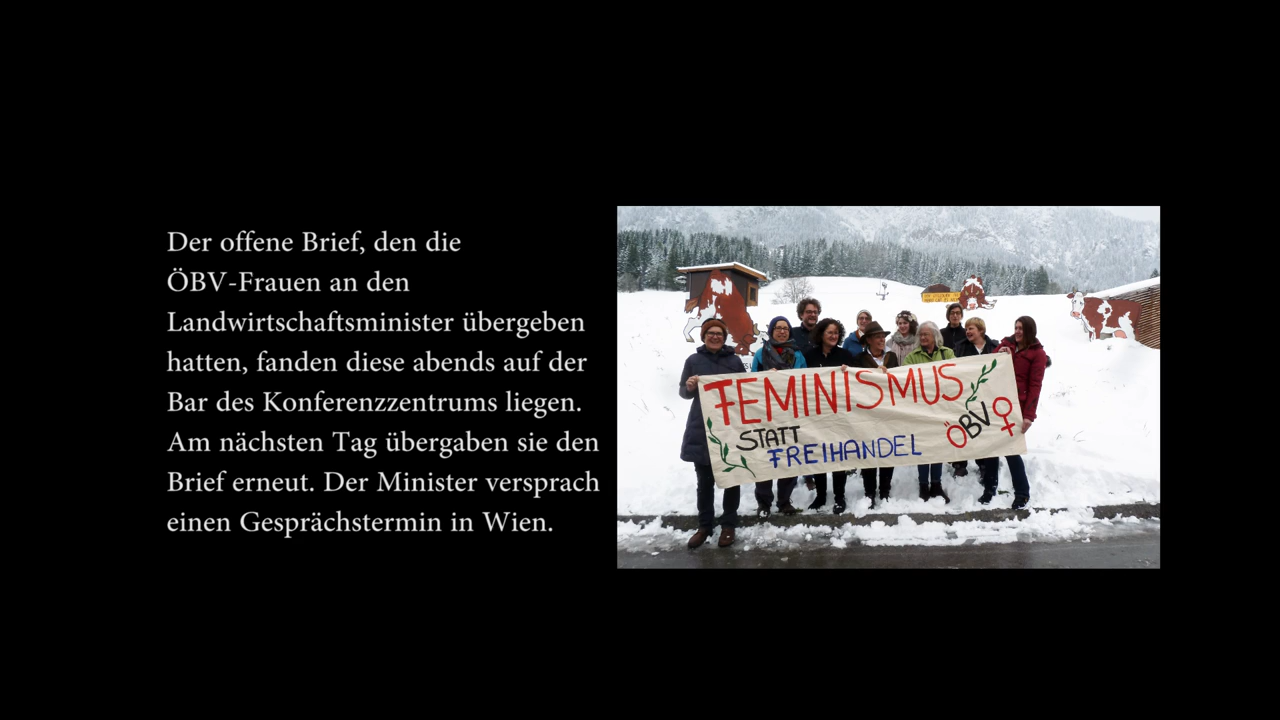 Der offene Brief, den die
ÖBV-Frauen an den
Landwirtschaftsminister übergeben
hatten, fanden diese abends auf der
Bar des Konferenzzentrums liegen.
Am nächsten Tag übergaben sie den
Brief erneut. Der Minister versprach
einen Gesprächstermin in Wien.
FEMINISMUS
STATT
FREIHANDEL
ÖBV